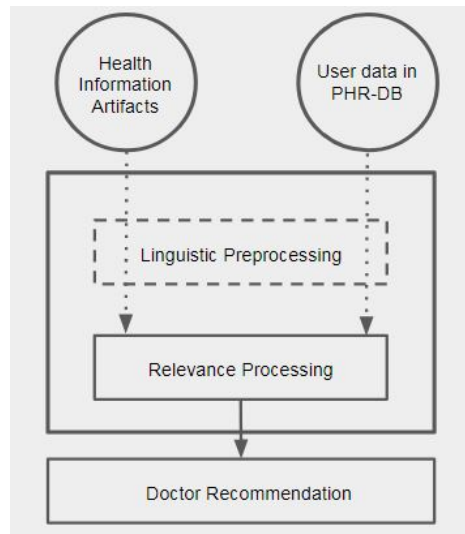 Health
Information
Artifacts
User data in
PHR-DB
Linguistic Preprocessing
Relevance Processing
Doctor Recommendation